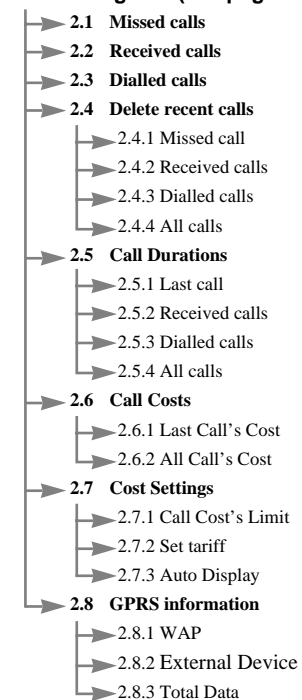 2.1 Missed calls
2.2 Received calls
2.3 Dialled calls
2.4 Delete recent calls
2.4.1 Missed call
2.4.2 Received calls
2.4.3 Dialled calls
2.4.4 All calls
2.5 Call Durations
2.5.1 Last call
2.5.2 Received calls
2.5.3 Dialled calls
2.5.4 All calls
2.6 Call Costs
2.6.1 Last Call's Cost
2.6.2 All Call's Cost
2.7 Cost Settings
2.7.1 Call Cost's Limit
2.7.2 Set tariff
2.7.3 Auto Display
2.8 GPRS information
2.8.1 WAP
2.8.2 External Device
2.8.3 Total Data